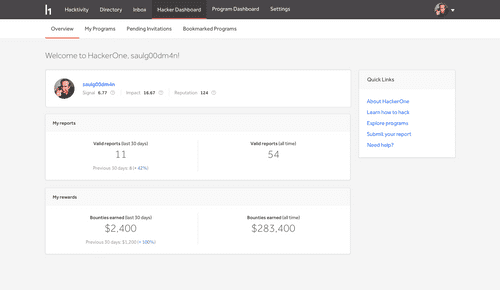 h1 Hacktivity Directory Inbox Hacker Dashboard Program Dashboard Settings
Overview My Programs Pending Invitations Bookmarked Programs
Welcome to HackerOne, saulg00dm4n!
saulg00dm4n
Signal 6.77 Impact 16.67 Reputation 124
Quick Links
About HackerOne
Learn how to hack
Explore programs
Submit your report
Need help?
My reports
Valid reports (last 30 days)
11
Previous 30 days:
Valid reports (all time)
54
My rewards
Bounties earned (last 30 days)
$2,400
Previous 30 days: $1,200 (+ 100%)
Bounties earned (all time)
$283,400